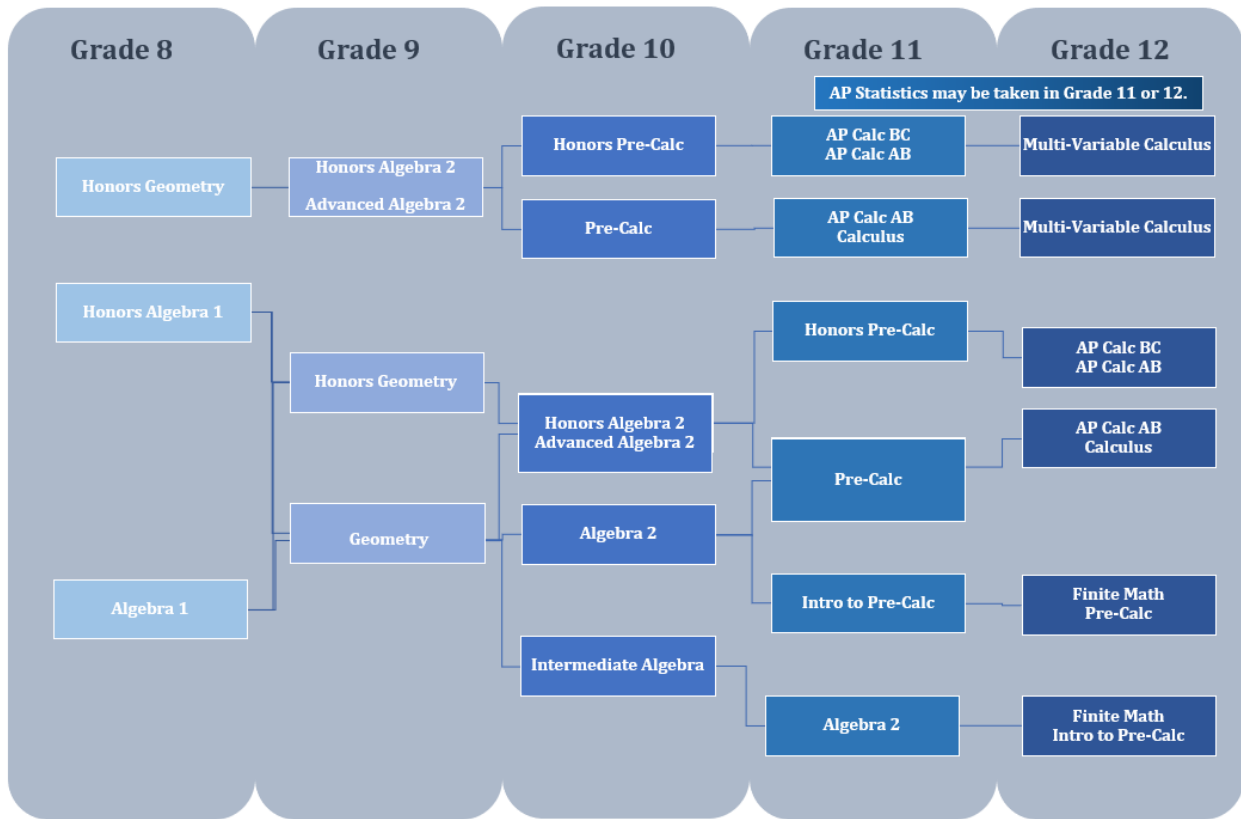 Grade 8
Grade 9
Grade 10
Grade 11
Grade 12
AP Statistics may be taken in Grade 11 or 12.
Honors Geometry
Honors Algebra 2
Advanced Algebra 2
Honors Pre-Calc
AP Calc BC
AP Calc AB
Multi-Variable Calculus
Pre-Calc
AP Calc AB
Calculus
Multi-Variable Calculus
Honors Algebra 1
Honors Geometry
Honors Algebra 2
Advanced Algebra 2
Honors Pre-Calc
AP Calc BC
AP Calc AB
Pre-Calc
AP Calc AB
Calculus
Algebra 1
Geometry
Algebra 2
Intro to Pre-Calc
Finite Math
Pre-Calc
Intermediate Algebra
Algebra 2
Finite Math
Intro to Pre-Calc